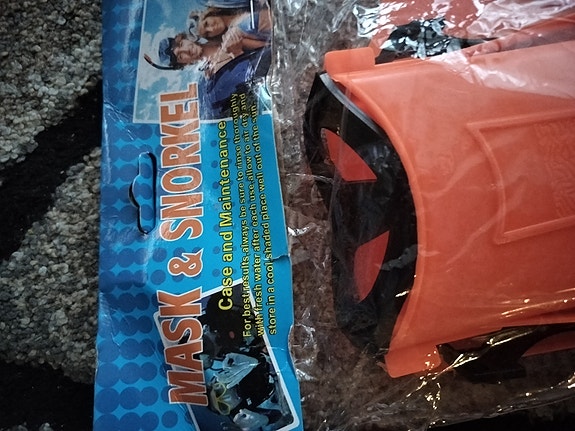 MASK & SNORKEL
Case and Maintenance
For best results always be sure to rinse thoroughly
with fresh water after each use allow to air dry and
store in a cool shaded place well out of the sun.